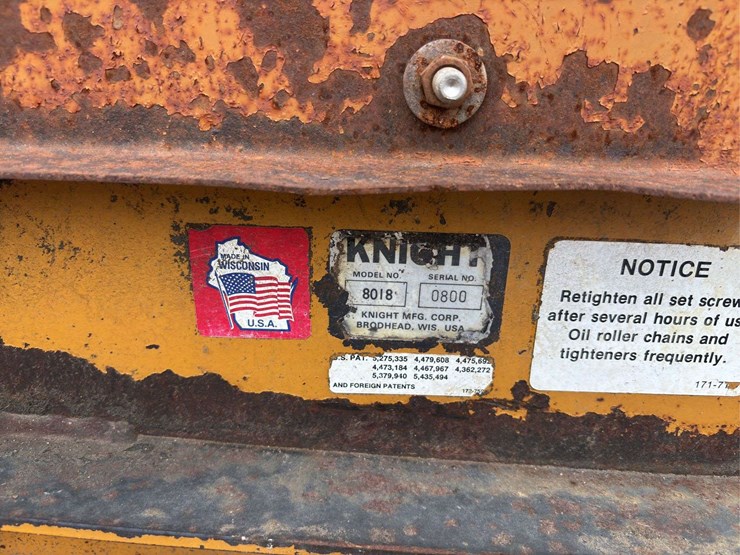 MADE IN
WISCONSIN
U.S.A.
KNIGHT
MODEL NO.
SERIAL NO.
8018
0800
KNIGHT MFG. CORP.
BRODHEAD, WIS. USA
U.S. PAT. 5,275,335 4,479,608 4,475,692
4,473,184 4,467,967 4,362,272
5,379,940 5,435,494
AND FOREIGN PATENTS
NOTICE
Retighten all set screw
after several hours of us
Oil roller chains and
tighteners frequently.
171-77